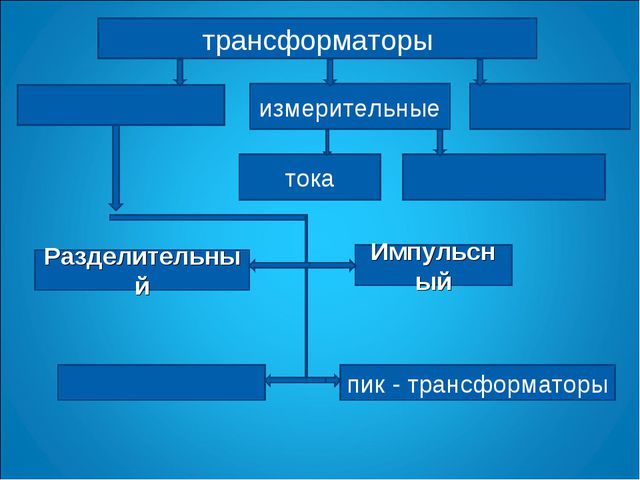 трансформаторы
измерительные
тока
Разделительны
й
Импульсн
ый
пик - трансформаторы